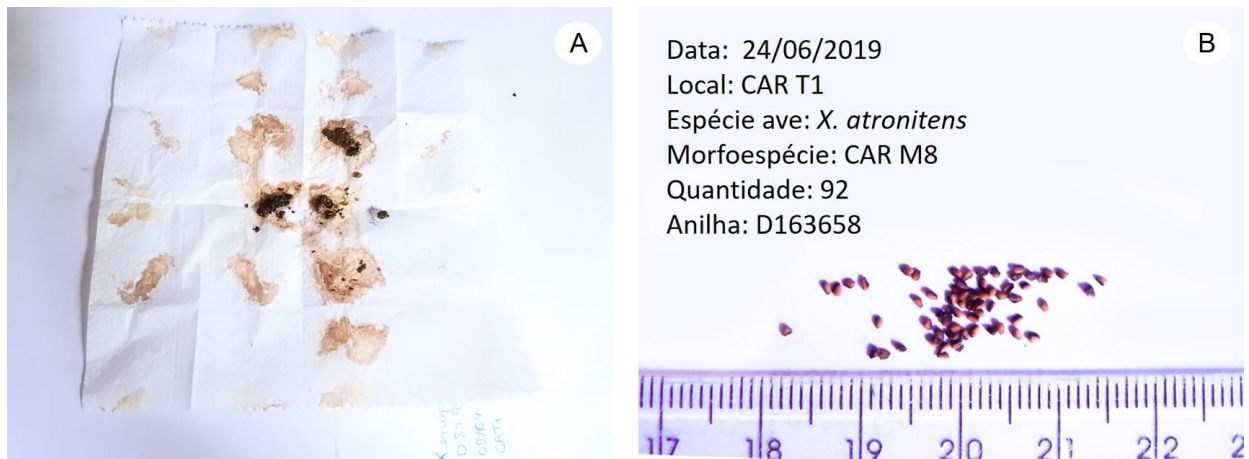 A
B
Data: 24/06/2019
Local: CAR T1
Espécie ave: X. atronitens
Morfoespécie: CAR M8
Quantidade: 92
Anilha: D163658
17 18 19 20 21 22